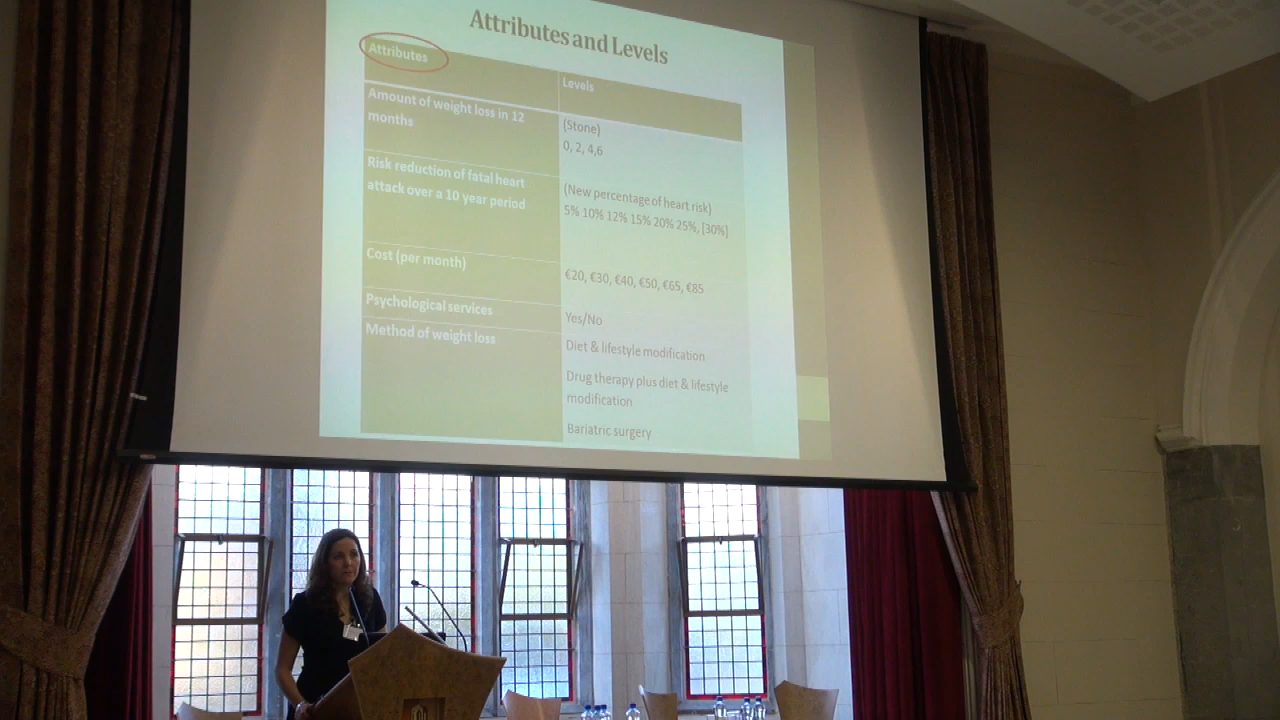 Attributes and Levels
Attributes
Levels
Amount of weight loss in 12
months
(Stone)
0, 2, 4,6
Risk reduction of fatal heart
attack over a 10 year period
(New percentage of heart risk)
5% 10% 12% 15% 20% 25%, [30%]
Cost (per month)
€20, €30, €40, €50, €65, €85
Psychological services
Yes/No
Method of weight loss
Diet & lifestyle modification
Drug therapy plus diet & lifestyle
modification
Bariatric surgery